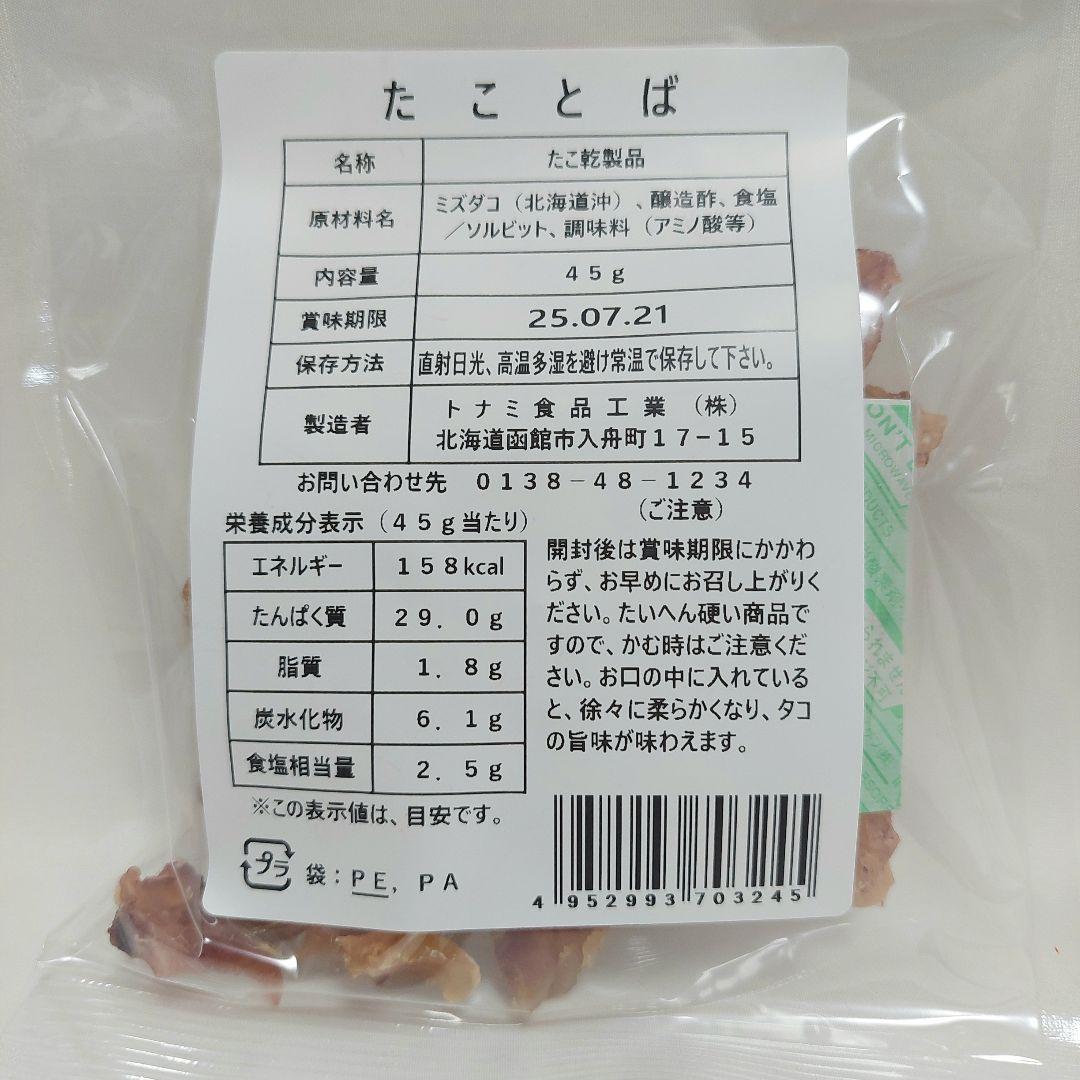 たことば
名称 たこ乾製品
原材料名 ミズダコ（北海道沖）、醸造酢、食塩
／ソルビット、調味料（アミノ酸等）
内容量 45g
賞味期限 25.07.21
保存方法 直射日光、高温多湿を避け常温で保存して下さい。
製造者 トナミ食品工業（株）
北海道函館市入舟町17-15
お問い合わせ先 0138-48-1234
栄養成分表示（45g当たり）
エネルギー 158kcal
たんぱく質 29.0g
脂質 1.8g
炭水化物 6.1g
食塩相当量 2.5g
※この表示値は、目安です。
プラ 袋：PE, PA
（ご注意）
開封後は賞味期限にかかわ
らず、お早めにお召し上がりく
ださい。たいへん硬い商品で
すので、かむ時はご注意くだ
さい。お口の中に入れている
と、徐々に柔らかくなり、タコ
の旨味が味わえます。
4 952993 703245
ON'T
MICROWAVE